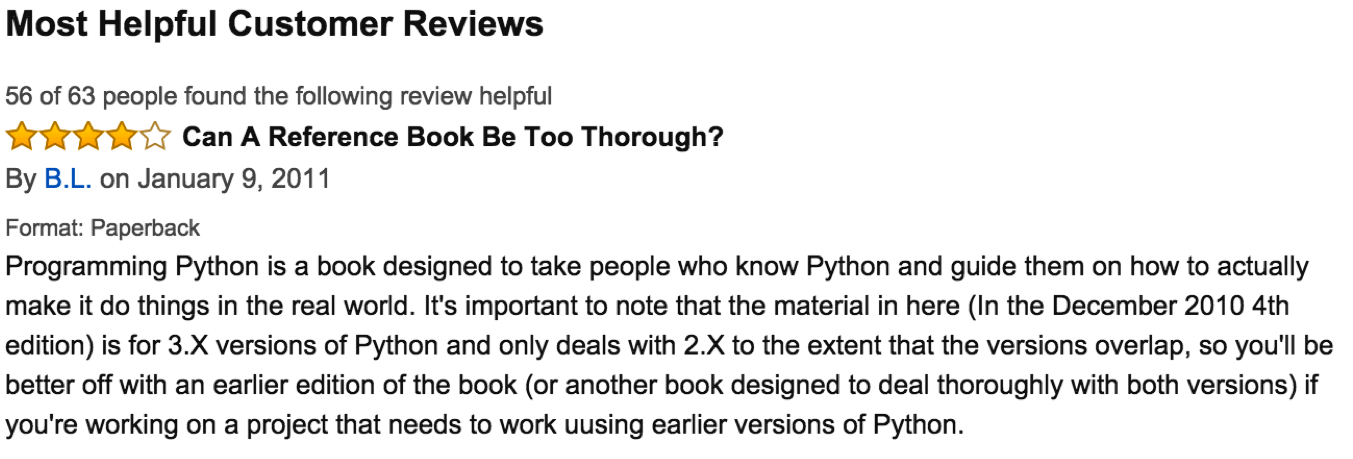 Most Helpful Customer Reviews
56 of 63 people found the following review helpful
Can A Reference Book Be Too Thorough?
By B.L. on January 9, 2011
Format: Paperback
Programming Python is a book designed to take people who know Python and guide them on how to actually
make it do things in the real world. It's important to note that the material in here (In the December 2010 4th
edition) is for 3.X versions of Python and only deals with 2.X to the extent that the versions overlap, so you'll be
better off with an earlier edition of the book (or another book designed to deal thoroughly with both versions) if
you're working on a project that needs to work uusing earlier versions of Python.